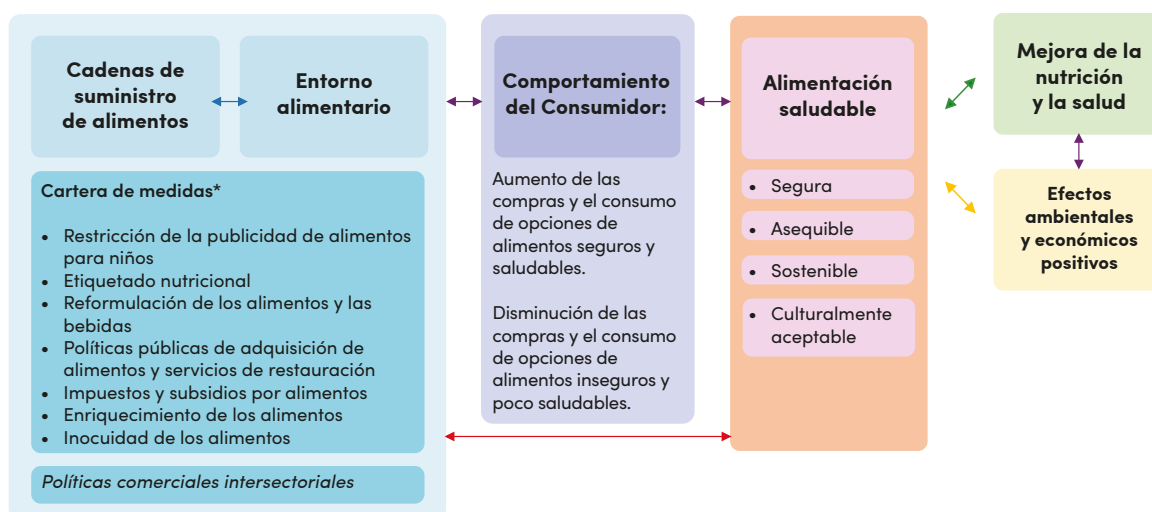 Cadenas de
suministro
de alimentos
Entorno
alimentario
Cartera de medidas*
• Restricción de la publicidad de alimentos
para niños
• Etiquetado nutricional
• Reformulación de los alimentos y las
bebidas
• Políticas públicas de adquisición de
alimentos y servicios de restauración
• Impuestos y subsidios por alimentos
• Enriquecimiento de los alimentos
• Inocuidad de los alimentos
Políticas comerciales intersectoriales
Comportamiento
del Consumidor:
Aumento de las
compras y el consumo
de opciones de
alimentos seguros y
saludables.
Disminución de las
compras y el consumo
de opciones de
alimentos inseguros y
poco saludables.
Alimentación
saludable
• Segura
• Asequible
• Sostenible
• Culturalmente
aceptable
Mejora de la
nutrición
y la salud
Efectos
ambientales
y económicos
positivos